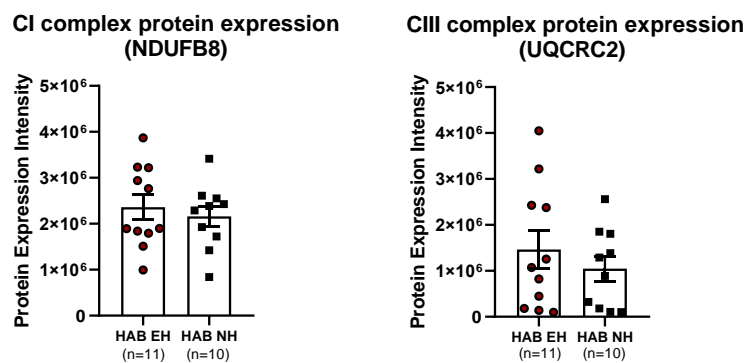 CI complex protein expression
(NDUFB8)
Protein Expression Intensity
5×10⁶
4×10⁶
3×10⁶
2×10⁶
1×10⁶
0
HAB EH
(n=11)
HAB NH
(n=10)
CIII complex protein expression
(UQCRC2)
Protein Expression Intensity
5×10⁶
4×10⁶
3×10⁶
2×10⁶
1×10⁶
0
HAB EH
(n=11)
HAB NH
(n=10)